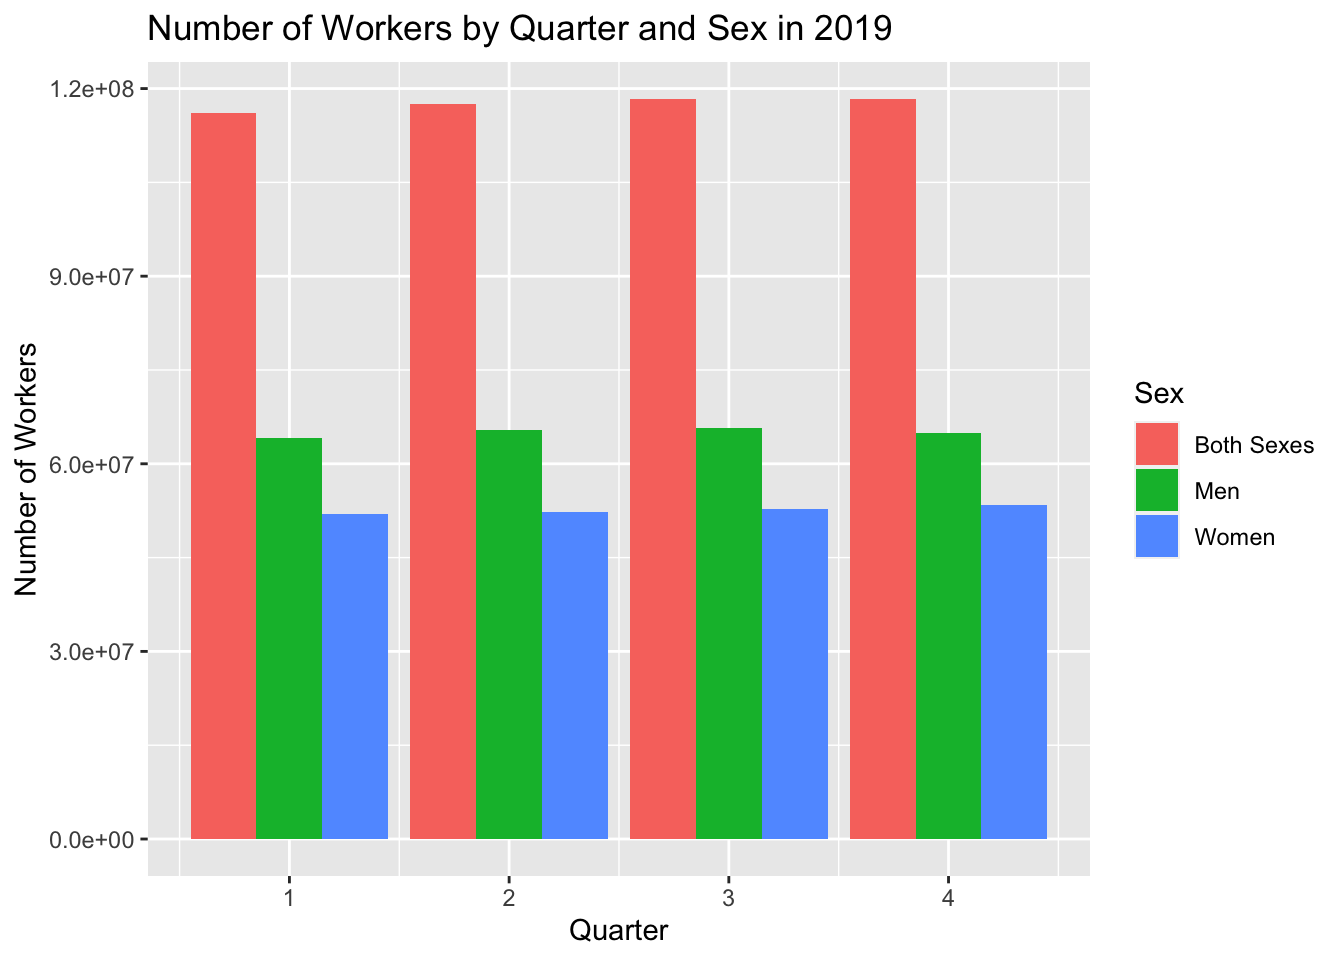 Number of Workers by Quarter and Sex in 2019
1.2e+08
9.0e+07
6.0e+07
3.0e+07
0.0e+00
Number of Workers
1 2 3 4
Quarter
Sex
Both Sexes
Men
Women